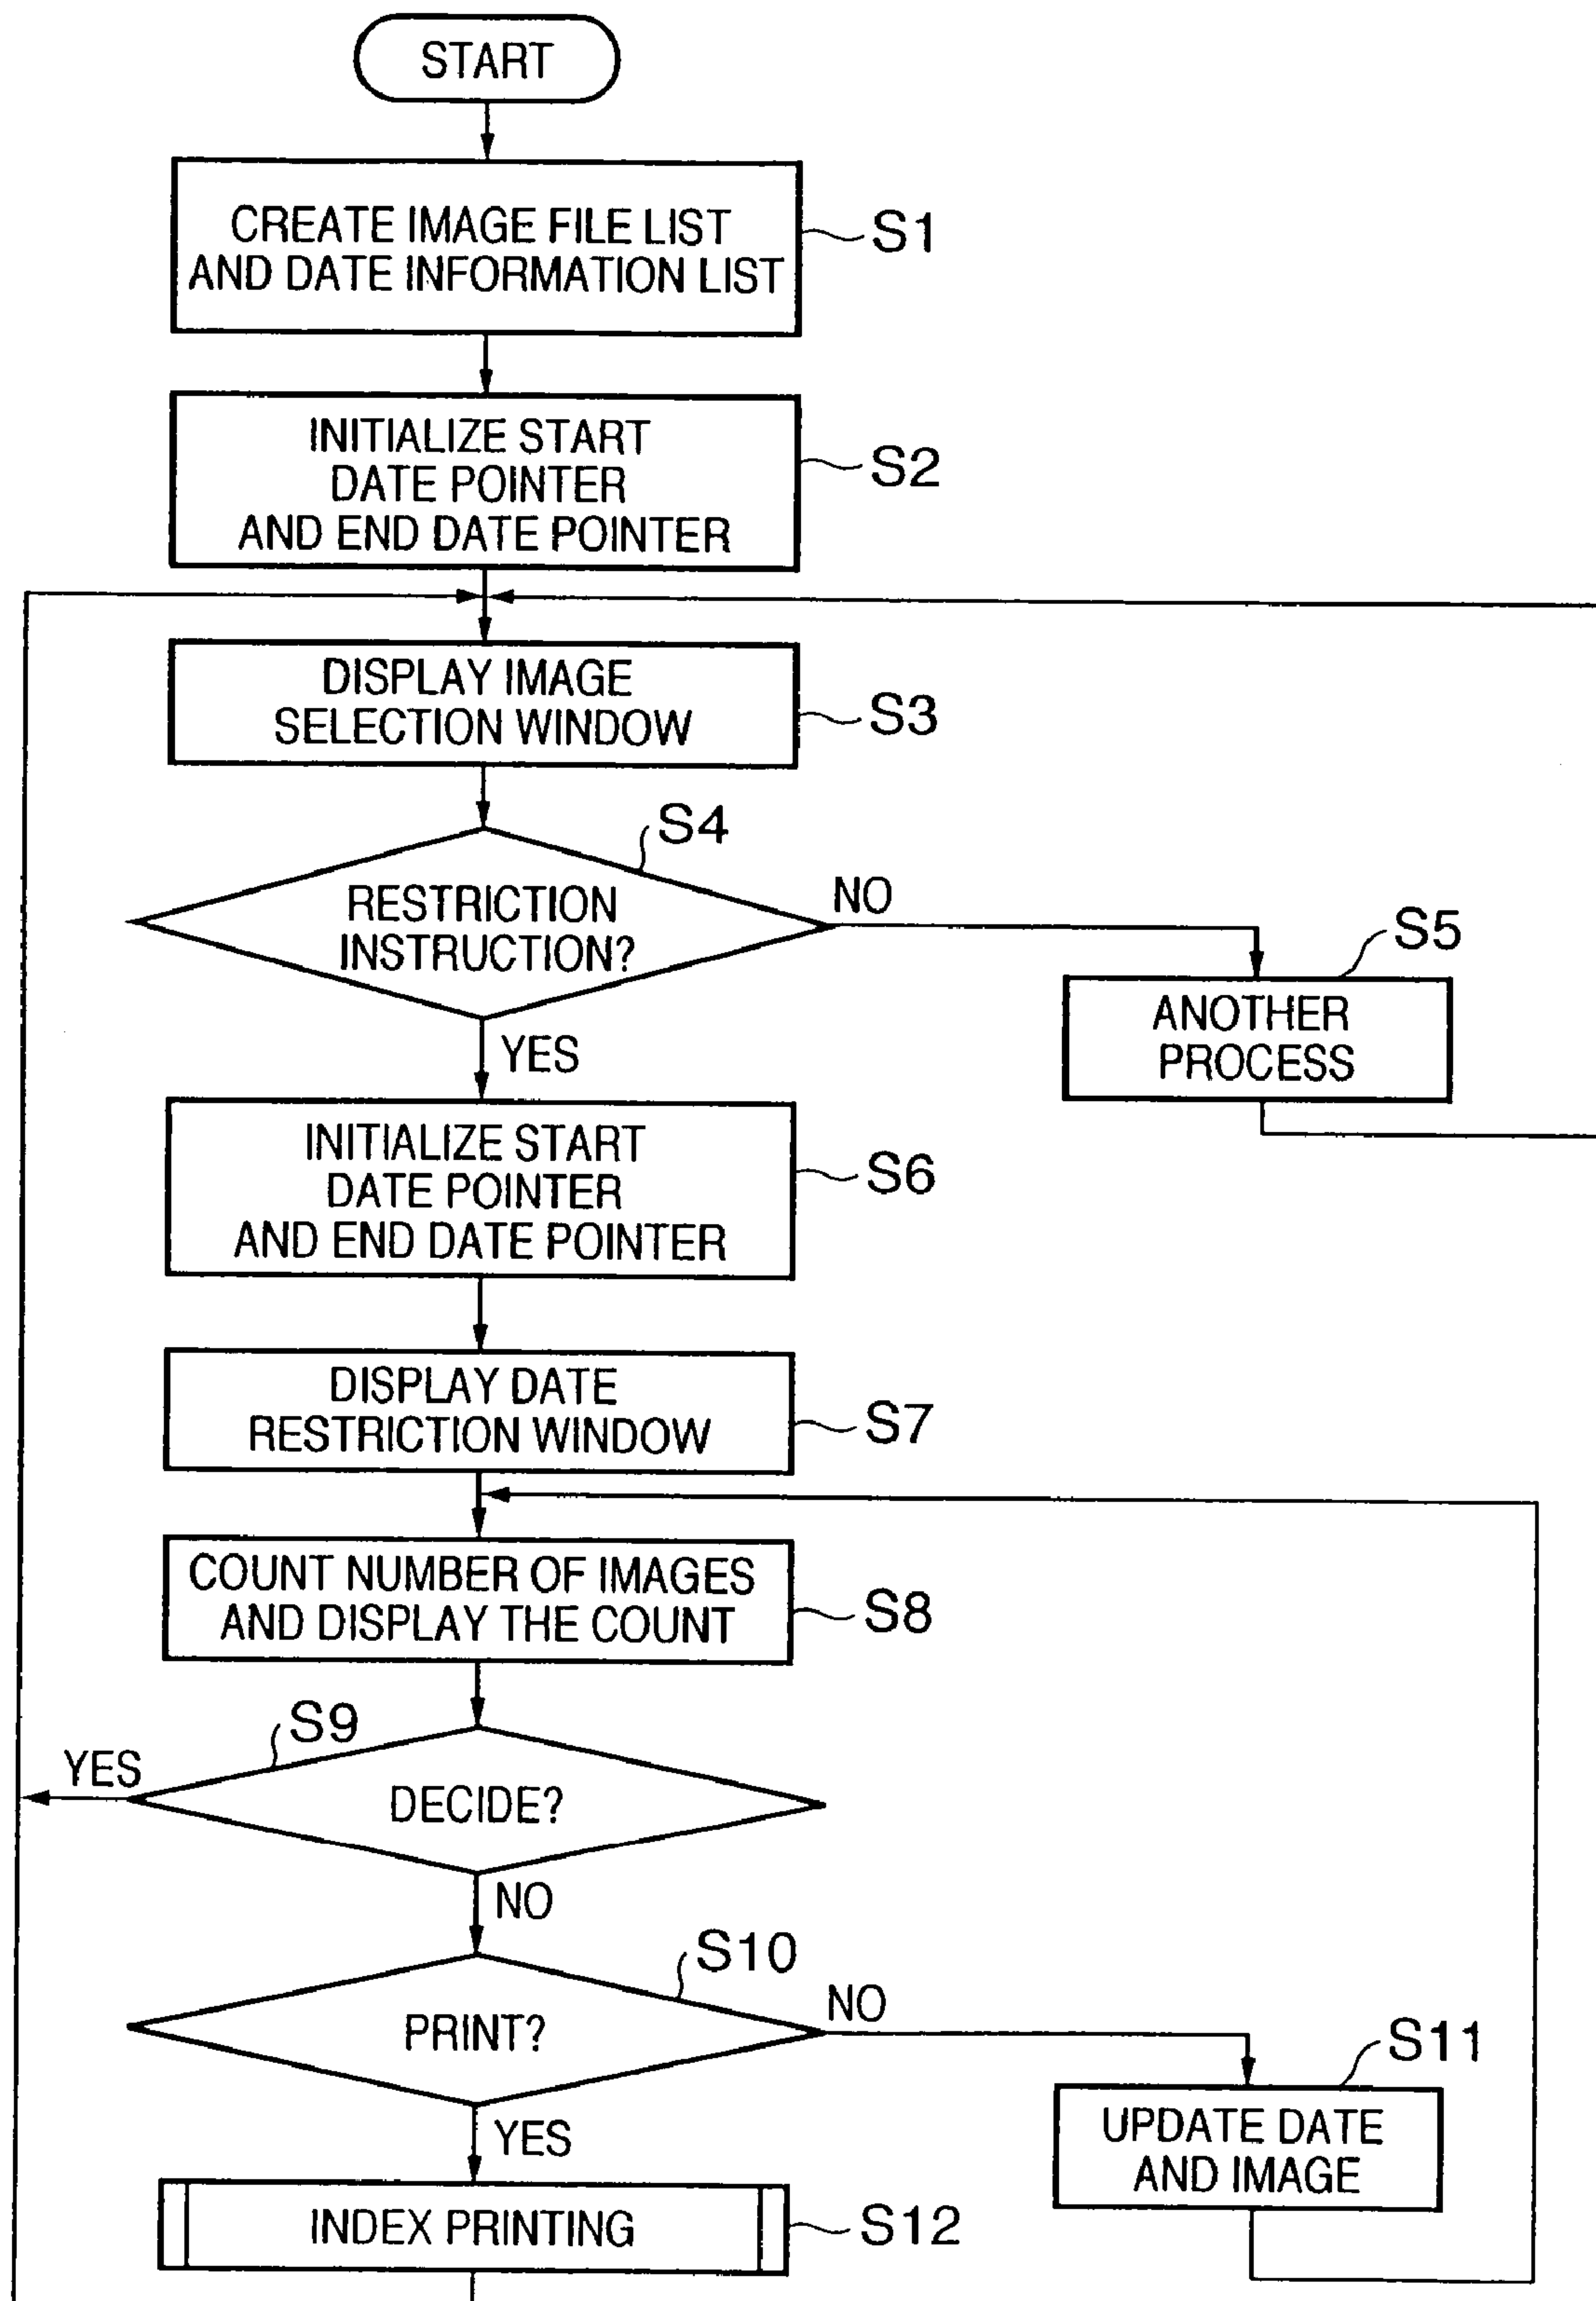 START
CREATE IMAGE FILE LIST
AND DATE INFORMATION LIST
S1
INITIALIZE START
DATE POINTER
AND END DATE POINTER
S2
DISPLAY IMAGE
SELECTION WINDOW
S3
S4
RESTRICTION
INSTRUCTION?
NO
YES
S5
ANOTHER
PROCESS
INITIALIZE START
DATE POINTER
AND END DATE POINTER
S6
DISPLAY DATE
RESTRICTION WINDOW
S7
COUNT NUMBER OF IMAGES
AND DISPLAY THE COUNT
S8
S9
YES
DECIDE?
NO
S10
PRINT?
NO
YES
S11
UPDATE DATE
AND IMAGE
INDEX PRINTING
S12